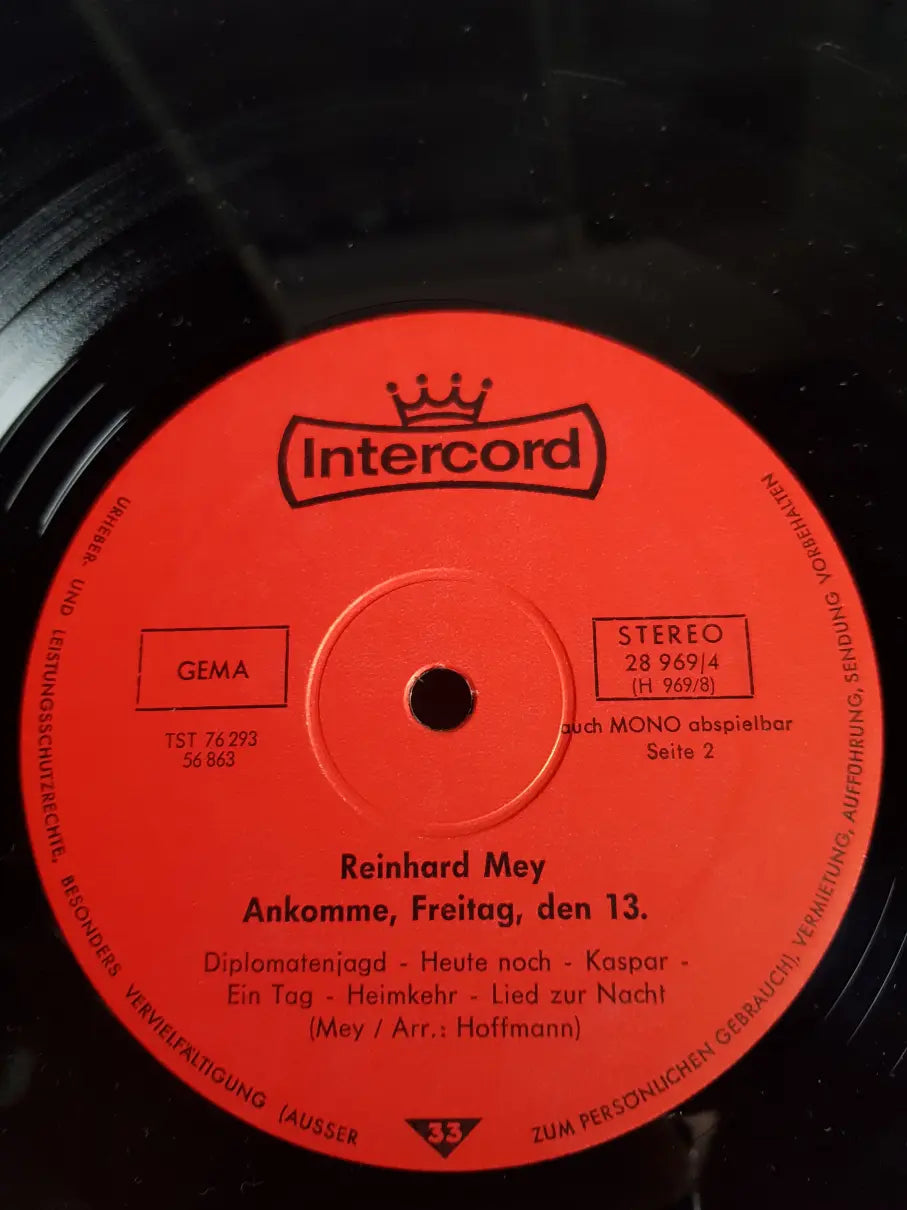 Intercord
GEMA
TST 76 293
56 863
STEREO
28 969/4
(H 969/8)
auch MONO abspielbar
Seite 2
Reinhard Mey
Ankomme, Freitag, den 13.
Diplomatenjagd - Heute noch - Kaspar -
Ein Tag - Heimkehr - Lied zur Nacht
(Mey / Arr.: Hoffmann)
URHEBER- UND LEISTUNGSSCHUTZRECHTE, BESONDERS VERVIELFÄLTIGUNG (AUSSER ZUM PERSÖNLICHEN GEBRAUCH), VERMIETUNG, AUFFÜHRUNG, SENDUNG VORBEHALTEN
33